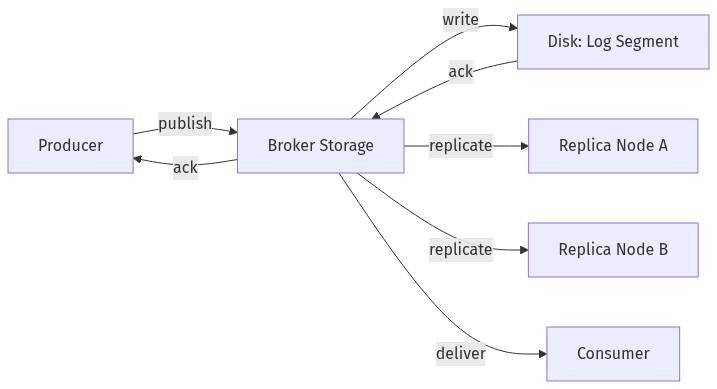 write
Disk: Log Segment
ack
publish
Producer
Broker Storage
replicate
Replica Node A
ack
replicate
Replica Node B
deliver
Consumer